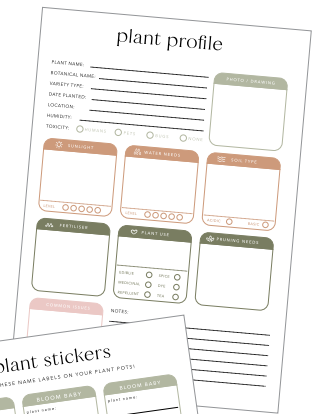 plant profile
PLANT NAME:
BOTANICAL NAME:
VARIETY TYPE:
DATE PLANTED:
LOCATION:
HUMIDITY:
TOXICITY: HUMANS PETS BUGS NONE
PHOTO / DRAWING
SUNLIGHT
WATER NEEDS
SOIL TYPE
LEVEL
LEVEL
ACIDIC BASIC
FERTILISER
PLANT USE
PRUNING NEEDS
EDIBLE SPICE
MEDICINAL DYE
REPELLENT TEA
COMMON ISSUES
NOTES:
plant stickers
THESE NAME LABELS ON YOUR PLANT POTS!
BLOOM BABY
BLOOM BABY
plant name:
plant name: